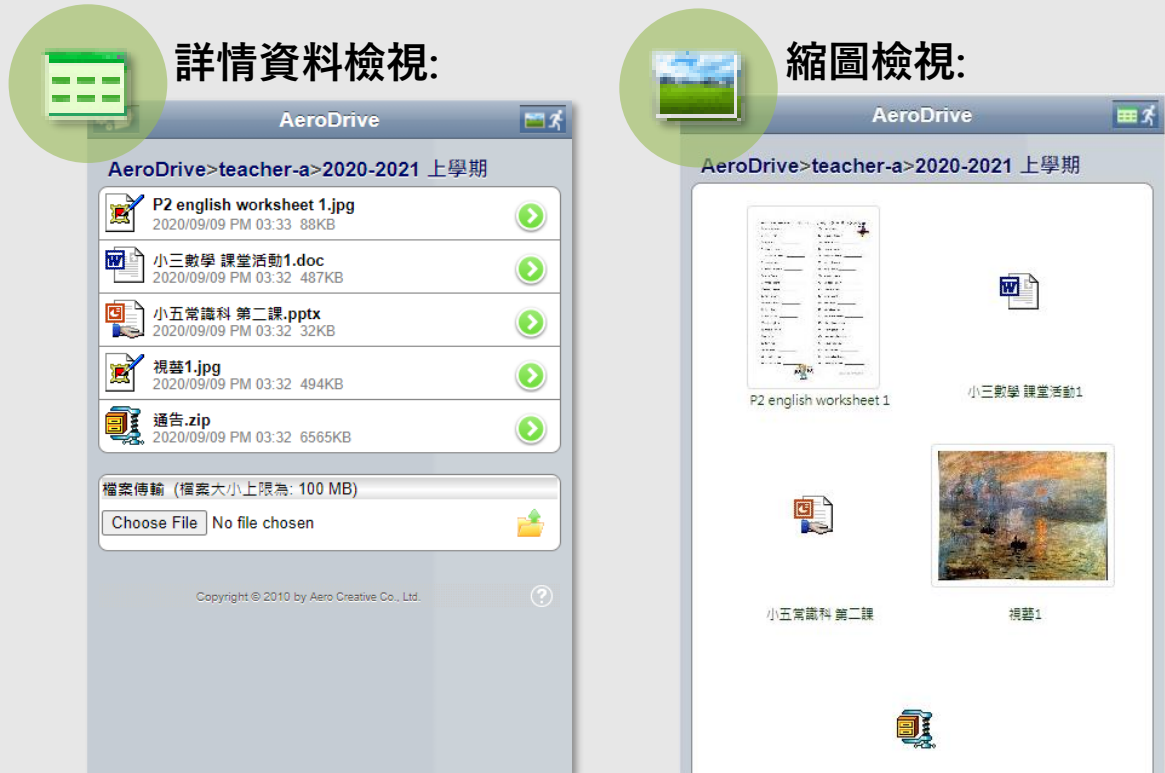 詳情資料檢視:
AeroDrive
AeroDrive>teacher-a>2020-2021 上學期
P2 english worksheet 1.jpg
2020/09/09 PM 03:33 88KB
小三數學 課堂活動1.doc
2020/09/09 PM 03:32 487KB
小五常識科 第二課.pptx
2020/09/09 PM 03:32 32KB
視藝1.jpg
2020/09/09 PM 03:32 494KB
通告.zip
2020/09/09 PM 03:32 6565KB
檔案傳輸 (檔案大小上限為: 100 MB)
Choose File No file chosen
Copyright © 2010 by Aero Creative Co., Ltd.
縮圖檢視:
AeroDrive
AeroDrive>teacher-a>2020-2021 上學期
P2 english worksheet 1
小三數學 課堂活動1
小五常識科 第二課
視藝1